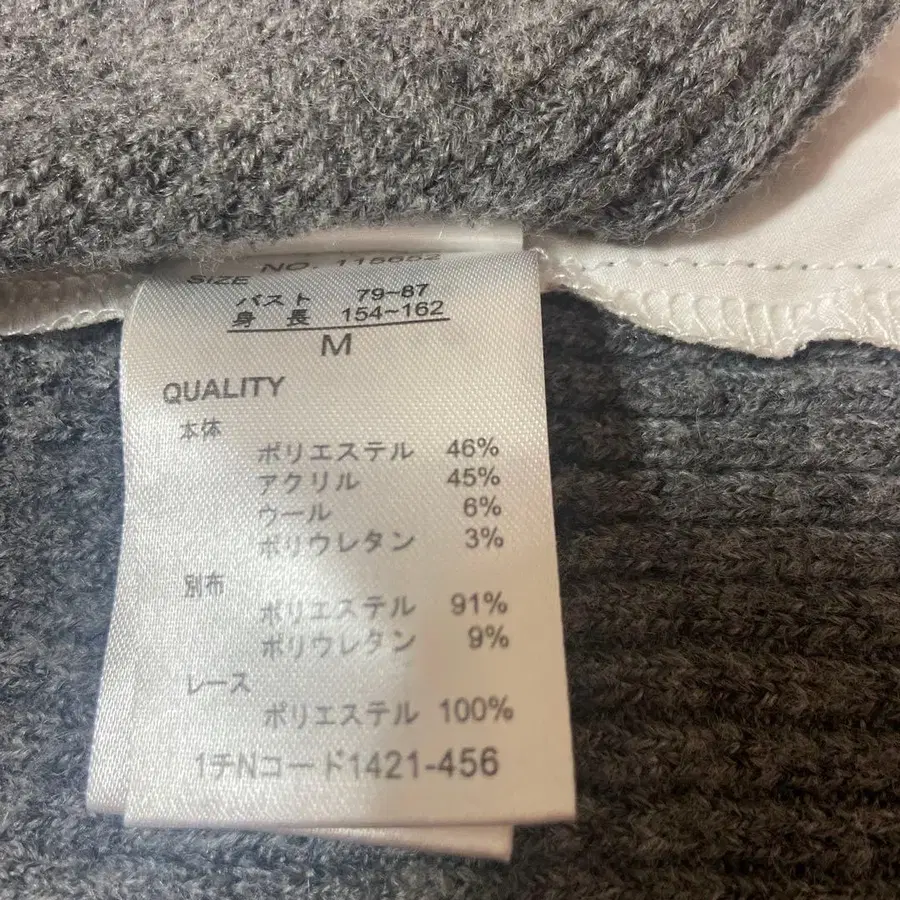 SIZE NO. 115652
バスト 79~87
身長 154~162
M
QUALITY
本体
ポリエステル 46%
アクリル 45%
ウール 6%
ポリウレタン 3%
別布
ポリエステル 91%
ポリウレタン 9%
レース
ポリエステル 100%
1チNコード1421-456